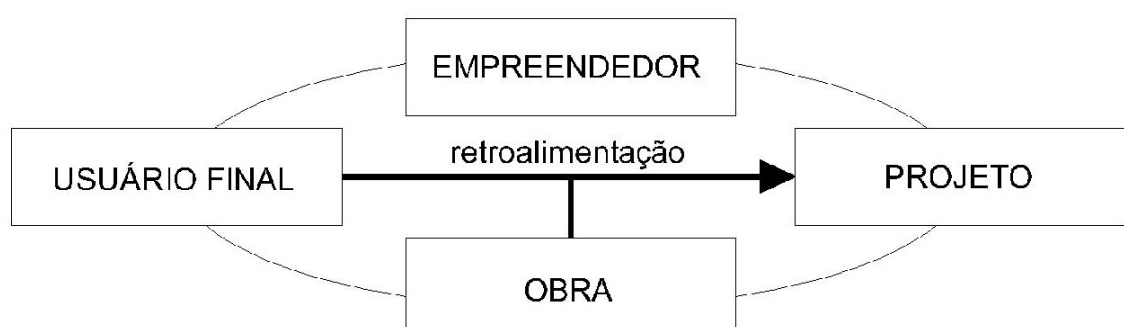 EMPREENDEDOR
retroalimentação
USUÁRIO FINAL
PROJETO
OBRA